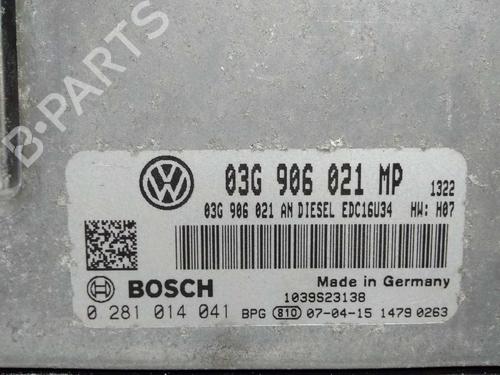 B-PARTS
03G 906 021 MP 1322
03G 906 021 AN DIESEL EDC16U34 HW: H07
BOSCH
Made in Germany
1039S23138
0 281 014 041 BPG 810 07-04-15 1479 0263